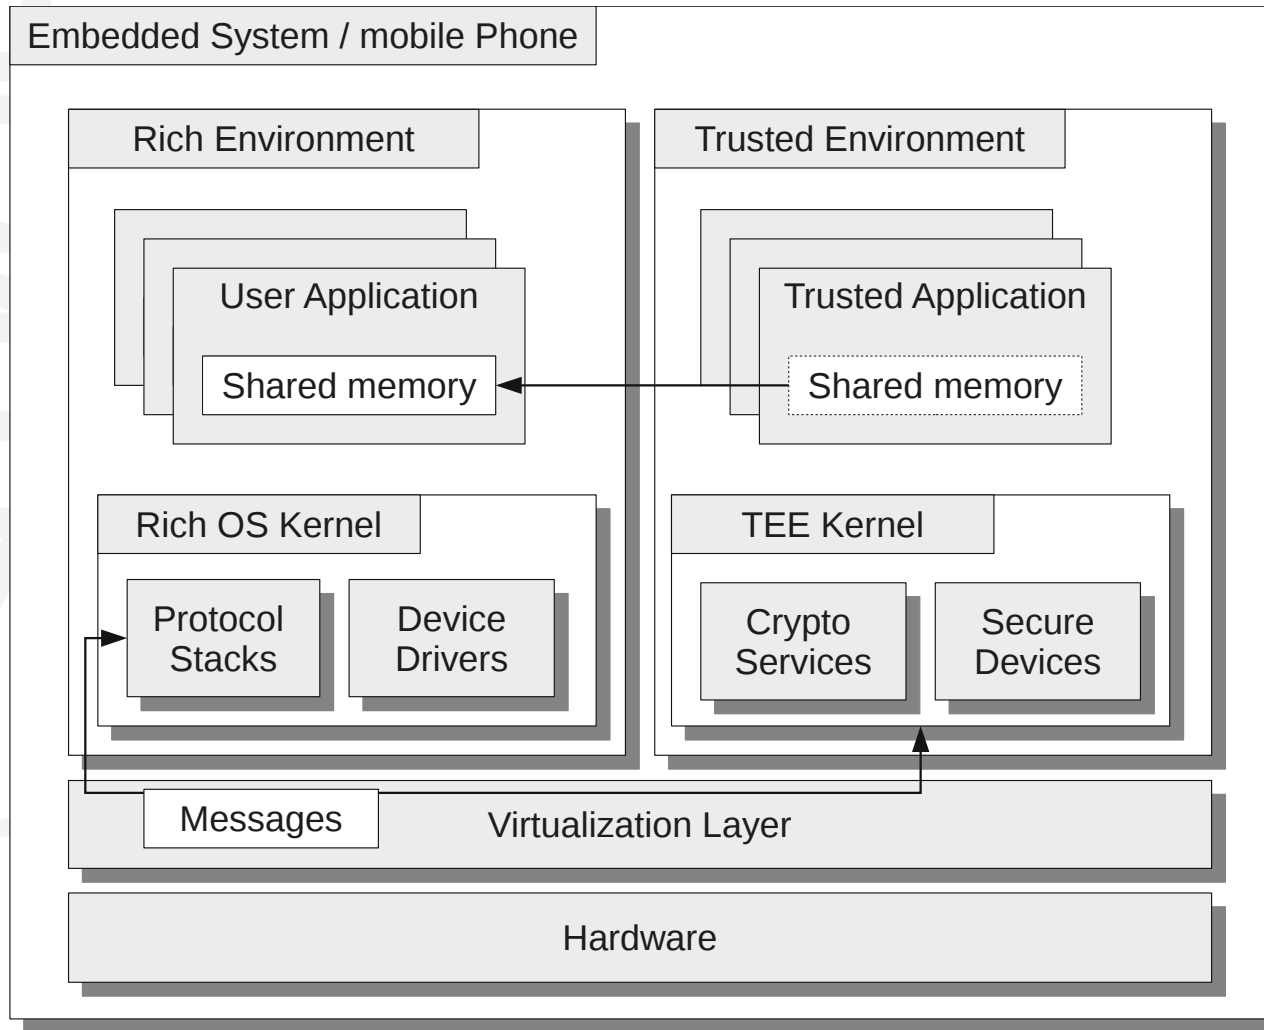 Embedded System / mobile Phone
Rich Environment
User Application
Shared memory
Rich OS Kernel
Protocol
Stacks
Device
Drivers
Trusted Environment
Trusted Application
Shared memory
TEE Kernel
Crypto
Services
Secure
Devices
Messages
Virtualization Layer
Hardware